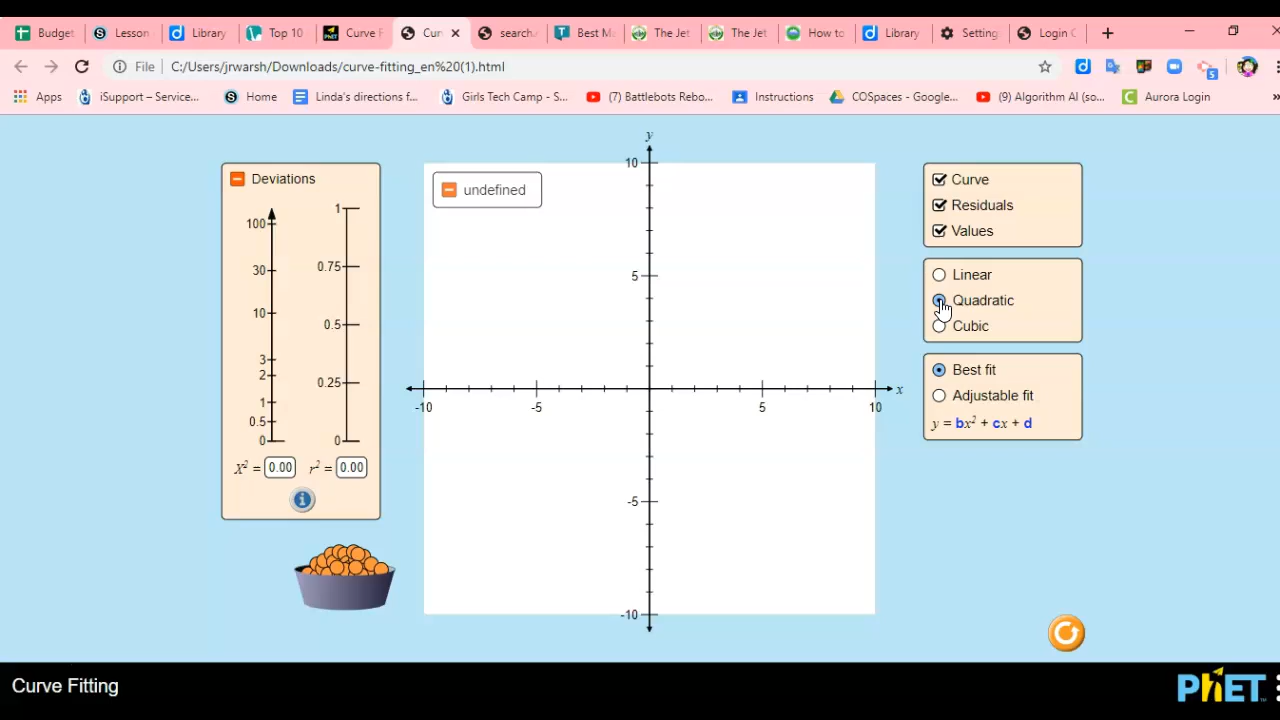 Budget
Lesson
Library
Top 10
Curve F
Cur
search.
Best M
The Jet
The Jet
How to
Library
Setting
Login C
File
C:/Users/jrwarsh/Downloads/curve-fitting_en%20(1).html
5
Apps
iSupport – Service...
Home
Linda's directions f...
Girls Tech Camp - S...
(7) Battlebots Rebo...
Instructions
COSpaces - Google...
(9) Algorithm AI (so...
Aurora Login
»
Deviations
100
30
10
3
2
1
0.5
0
1
0.75
0.5
0.25
0
X² = 0.00
r² = 0.00
i
undefined
y
10
5
-5
-10
-10
-5
5
10
x
Curve
Residuals
Values
Linear
Quadratic
Cubic
Best fit
Adjustable fit
y = bx² + cx + d
Curve Fitting
PhET